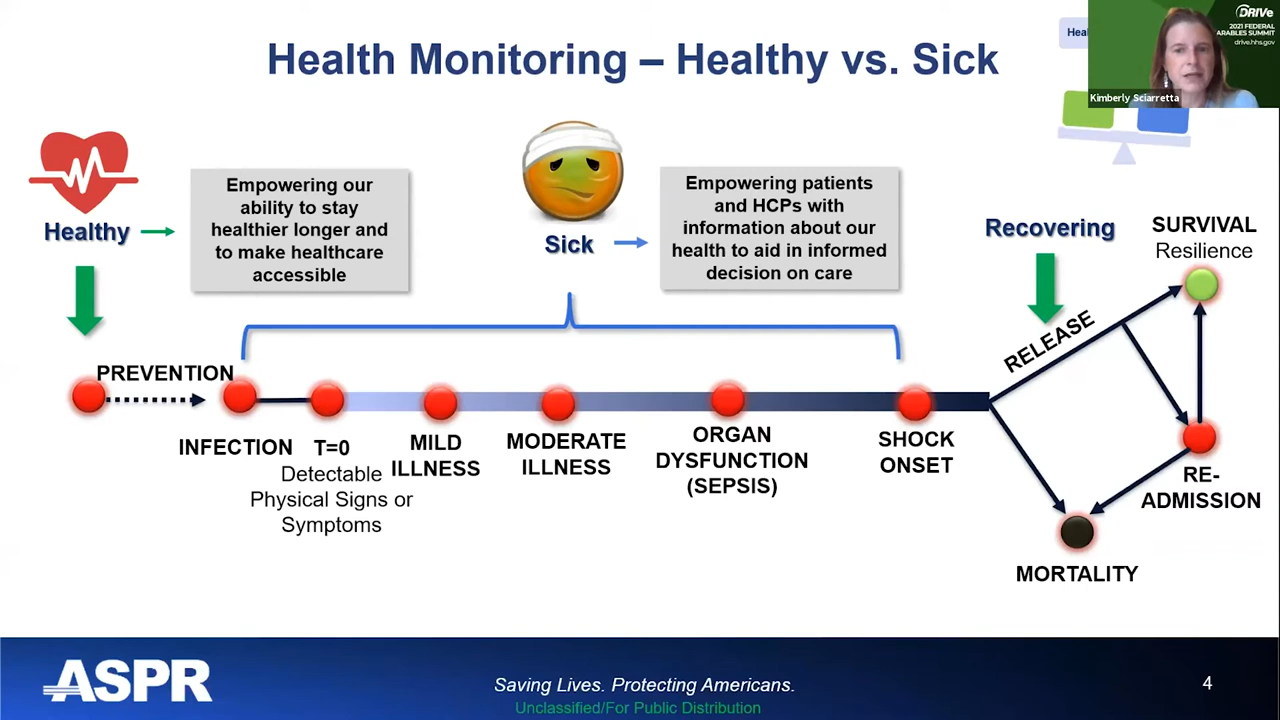 Health Monitoring – Healthy vs. Sick
Heal
DRIVe
2021 FEDERAL
ARABLES SUMMIT
drive.hhs.gov
Kimberly Sciarretta
Healthy
Empowering our
ability to stay
healthier longer and
to make healthcare
accessible
Sick
Empowering patients
and HCPs with
information about our
health to aid in informed
decision on care
Recovering
SURVIVAL
Resilience
RELEASE
PREVENTION
INFECTION
T=0
Detectable
Physical Signs or
Symptoms
MILD
ILLNESS
MODERATE
ILLNESS
ORGAN
DYSFUNCTION
(SEPSIS)
SHOCK
ONSET
RE-
ADMISSION
MORTALITY
ASPR
Saving Lives. Protecting Americans.
Unclassified/For Public Distribution
4